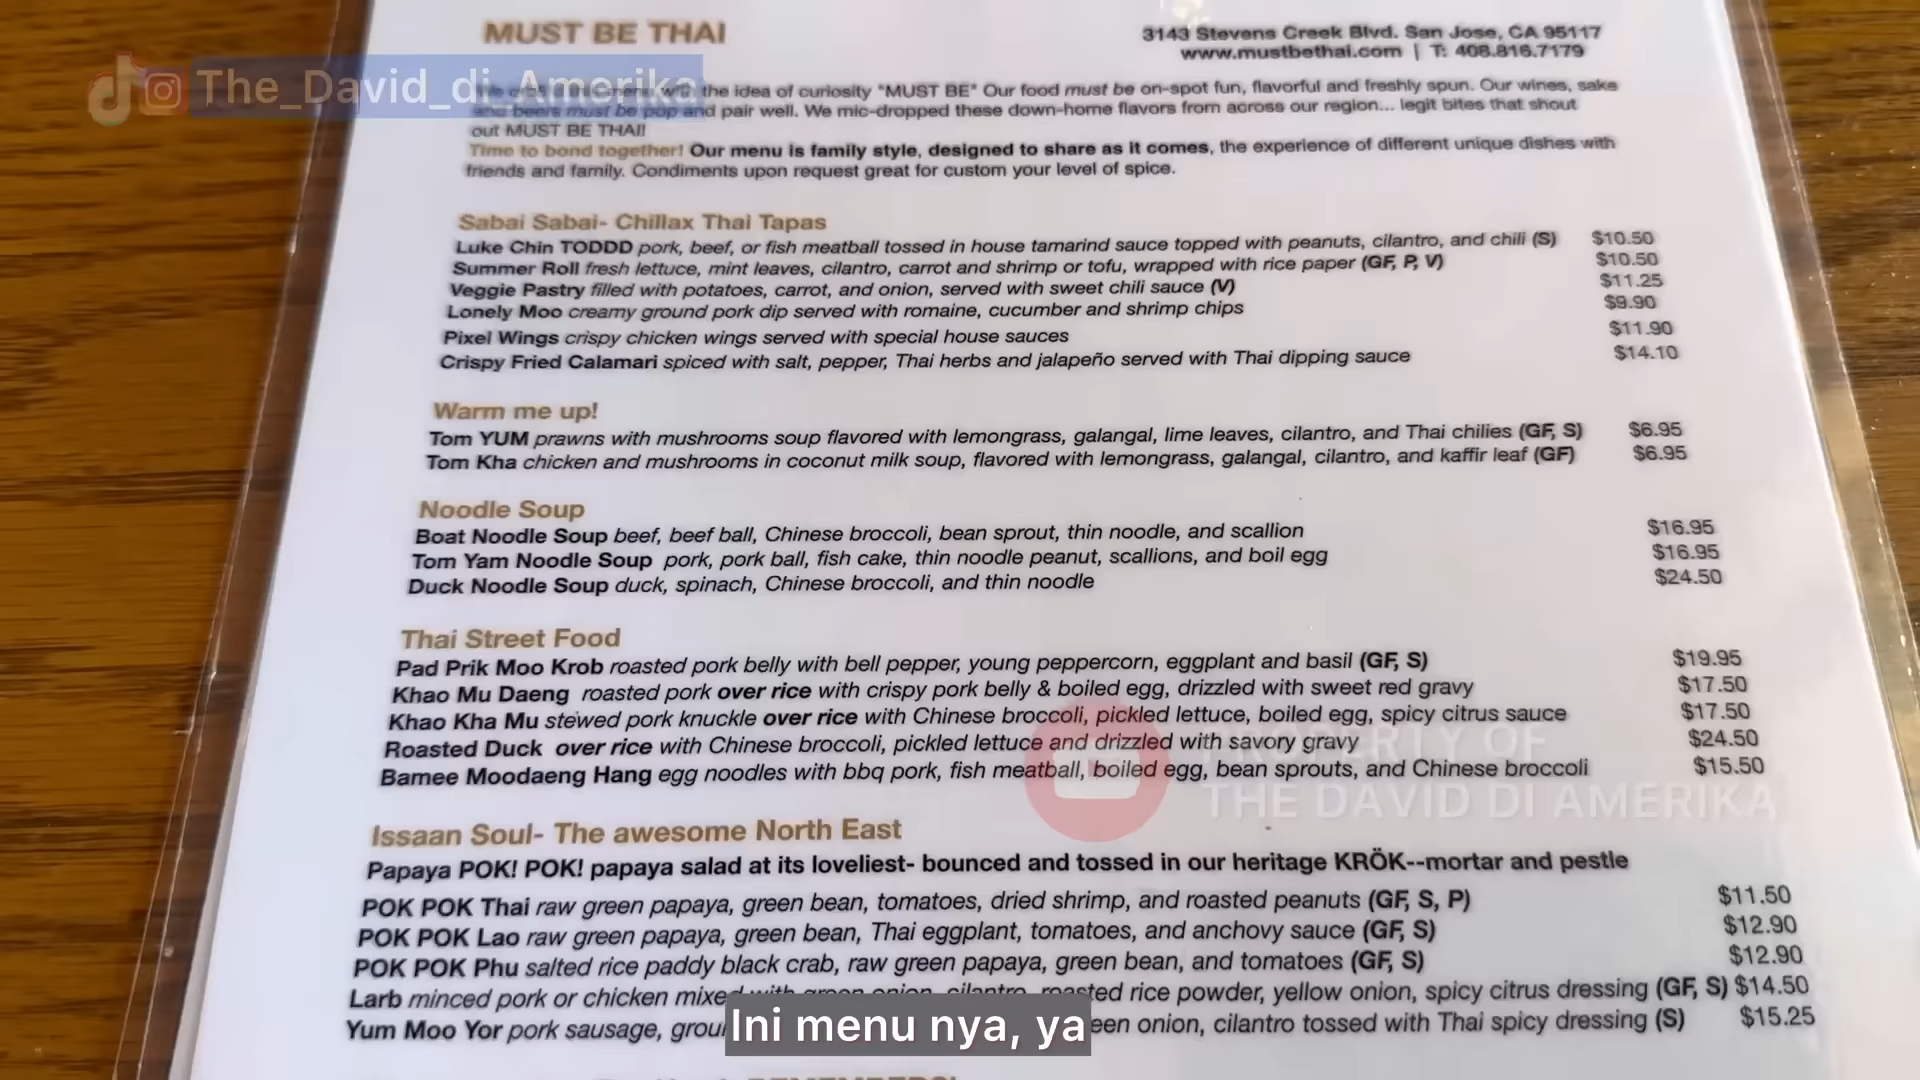 MUST BE THAI
3143 Stevens Creek Blvd. San Jose, CA 95117
www.mustbethai.com | T: 408.816.7179
The_David_di_Amerika
the idea of curiosity "MUST BE" Our food must be on-spot fun, flavorful and freshly spun. Our wines, sake
and beers must be pop and pair well. We mic-dropped these down-home flavors from across our region... legit bites that shout
out MUST BE THAI!
Time to bond together! Our menu is family style, designed to share as it comes, the experience of different unique dishes with
friends and family. Condiments upon request great for custom your level of spice.
Sabai Sabai- Chillax Thai Tapas
Luke Chin TODDD pork, beef, or fish meatball tossed in house tamarind sauce topped with peanuts, cilantro, and chili (S) $10.50
Summer Roll fresh lettuce, mint leaves, cilantro, carrot and shrimp or tofu, wrapped with rice paper (GF, P, V) $10.50
Veggie Pastry filled with potatoes, carrot, and onion, served with sweet chili sauce (V) $11.25
Lonely Moo creamy ground pork dip served with romaine, cucumber and shrimp chips $9.90
Pixel Wings crispy chicken wings served with special house sauces $11.90
Crispy Fried Calamari spiced with salt, pepper, Thai herbs and jalapeño served with Thai dipping sauce $14.10
Warm me up!
Tom YUM prawns with mushrooms soup flavored with lemongrass, galangal, lime leaves, cilantro, and Thai chilies (GF, S) $6.95
Tom Kha chicken and mushrooms in coconut milk soup, flavored with lemongrass, galangal, cilantro, and kaffir leaf (GF) $6.95
Noodle Soup
Boat Noodle Soup beef, beef ball, Chinese broccoli, bean sprout, thin noodle, and scallion $16.95
Tom Yam Noodle Soup pork, pork ball, fish cake, thin noodle peanut, scallions, and boil egg $16.95
Duck Noodle Soup duck, spinach, Chinese broccoli, and thin noodle $24.50
Thai Street Food
Pad Prik Moo Krob roasted pork belly with bell pepper, young peppercorn, eggplant and basil (GF, S) $19.95
Khao Mu Daeng roasted pork over rice with crispy pork belly & boiled egg, drizzled with sweet red gravy $17.50
Khao Kha Mu stewed pork knuckle over rice with Chinese broccoli, pickled lettuce, boiled egg, spicy citrus sauce $17.50
Roasted Duck over rice with Chinese broccoli, pickled lettuce and drizzled with savory gravy $24.50
Bamee Moodaeng Hang egg noodles with bbq pork, fish meatball, boiled egg, bean sprouts, and Chinese broccoli $15.50
PROPERTY OF
THE DAVID DI AMERIKA
Issaan Soul- The awesome North East
Papaya POK! POK! papaya salad at its loveliest- bounced and tossed in our heritage KRÖK--mortar and pestle
POK POK Thai raw green papaya, green bean, tomatoes, dried shrimp, and roasted peanuts (GF, S, P) $11.50
POK POK Lao raw green papaya, green bean, Thai eggplant, tomatoes, and anchovy sauce (GF, S) $12.90
POK POK Phu salted rice paddy black crab, raw green papaya, green bean, and tomatoes (GF, S) $12.90
Larb minced pork or chicken mixed with green onion, cilantro, roasted rice powder, yellow onion, spicy citrus dressing (GF, S) $14.50
Yum Moo Yor pork sausage, onion, cilantro tossed with Thai spicy dressing (S) $15.25
Ini menu nya, ya